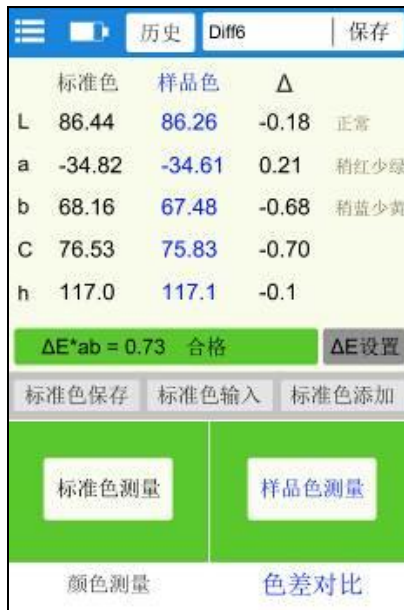 历史 Diff6 保存
标准色 样品色 Δ
L 86.44 86.26 -0.18 正常
a -34.82 -34.61 0.21 稍红少绿
b 68.16 67.48 -0.68 稍蓝少黄
C 76.53 75.83 -0.70
h 117.0 117.1 -0.1
ΔE*ab = 0.73 合格 ΔE设置
标准色保存 标准色输入 标准色添加
标准色测量 样品色测量
颜色测量 色差对比